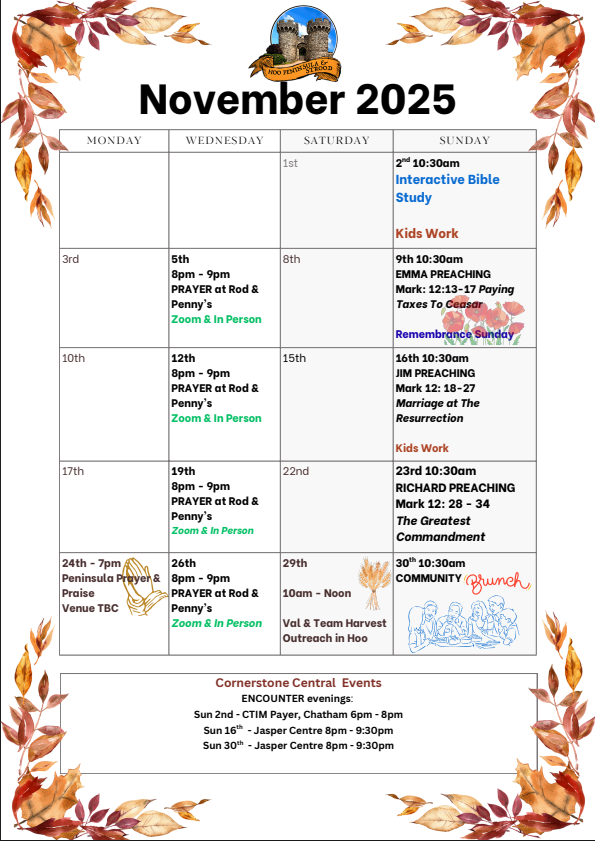 HOO PENINSULA &
STROOD
November 2025
MONDAY WEDNESDAY SATURDAY SUNDAY
1st
2nd 10:30am
Interactive Bible
Study
Kids Work
3rd
5th
8pm - 9pm
PRAYER at Rod &
Penny's
Zoom & In Person
8th
9th 10:30am
EMMA PREACHING
Mark: 12:13-17 Paying
Taxes To Ceasar
Remembrance Sunday
10th
12th
8pm - 9pm
PRAYER at Rod &
Penny's
Zoom & In Person
15th
16th 10:30am
JIM PREACHING
Mark 12: 18-27
Marriage at The
Resurrection
Kids Work
17th
19th
8pm - 9pm
PRAYER at Rod &
Penny's
Zoom & In Person
22nd
23rd 10:30am
RICHARD PREACHING
Mark 12: 28 - 34
The Greatest
Commandment
24th - 7pm
Peninsula Prayer &
Praise
Venue TBC
26th
8pm - 9pm
PRAYER at Rod &
Penny's
Zoom & In Person
29th
10am - Noon
Val & Team Harvest
Outreach in Hoo
30th 10:30am
COMMUNITY Brunch
Cornerstone Central Events
ENCOUNTER evenings:
Sun 2nd - CTIM Payer, Chatham 6pm - 8pm
Sun 16th - Jasper Centre 8pm - 9:30pm
Sun 30th - Jasper Centre 8pm - 9:30pm